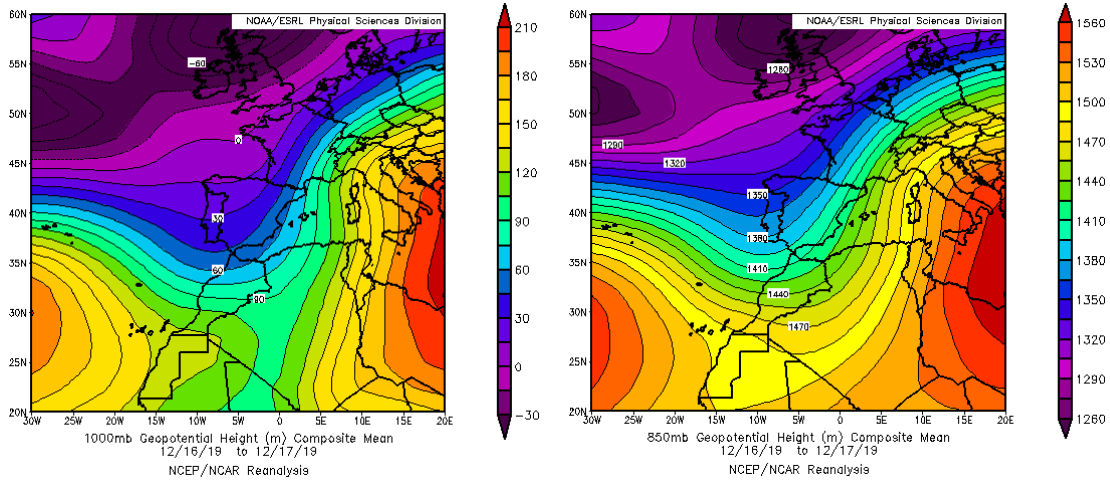 NOAA/ESRL Physical Sciences Division
60N
55N
50N
45N
40N
35N
30N
25N
20N
30W 25W 20W 15W 10W 5W 0 5E 10E 15E 20E
-60
0
30
60
90
210
180
150
120
90
60
30
0
-30
1000mb Geopotential Height (m) Composite Mean
12/16/19 to 12/17/19
NCEP/NCAR Reanalysis
NOAA/ESRL Physical Sciences Division
60N
55N
50N
45N
40N
35N
30N
25N
20N
30W 25W 20W 15W 10W 5W 0 5E 10E 15E 20E
1280
1290
1320
1350
1380
1410
1440
1470
1560
1530
1500
1470
1440
1410
1380
1350
1320
1290
1260
850mb Geopotential Height (m) Composite Mean
12/16/19 to 12/17/19
NCEP/NCAR Reanalysis